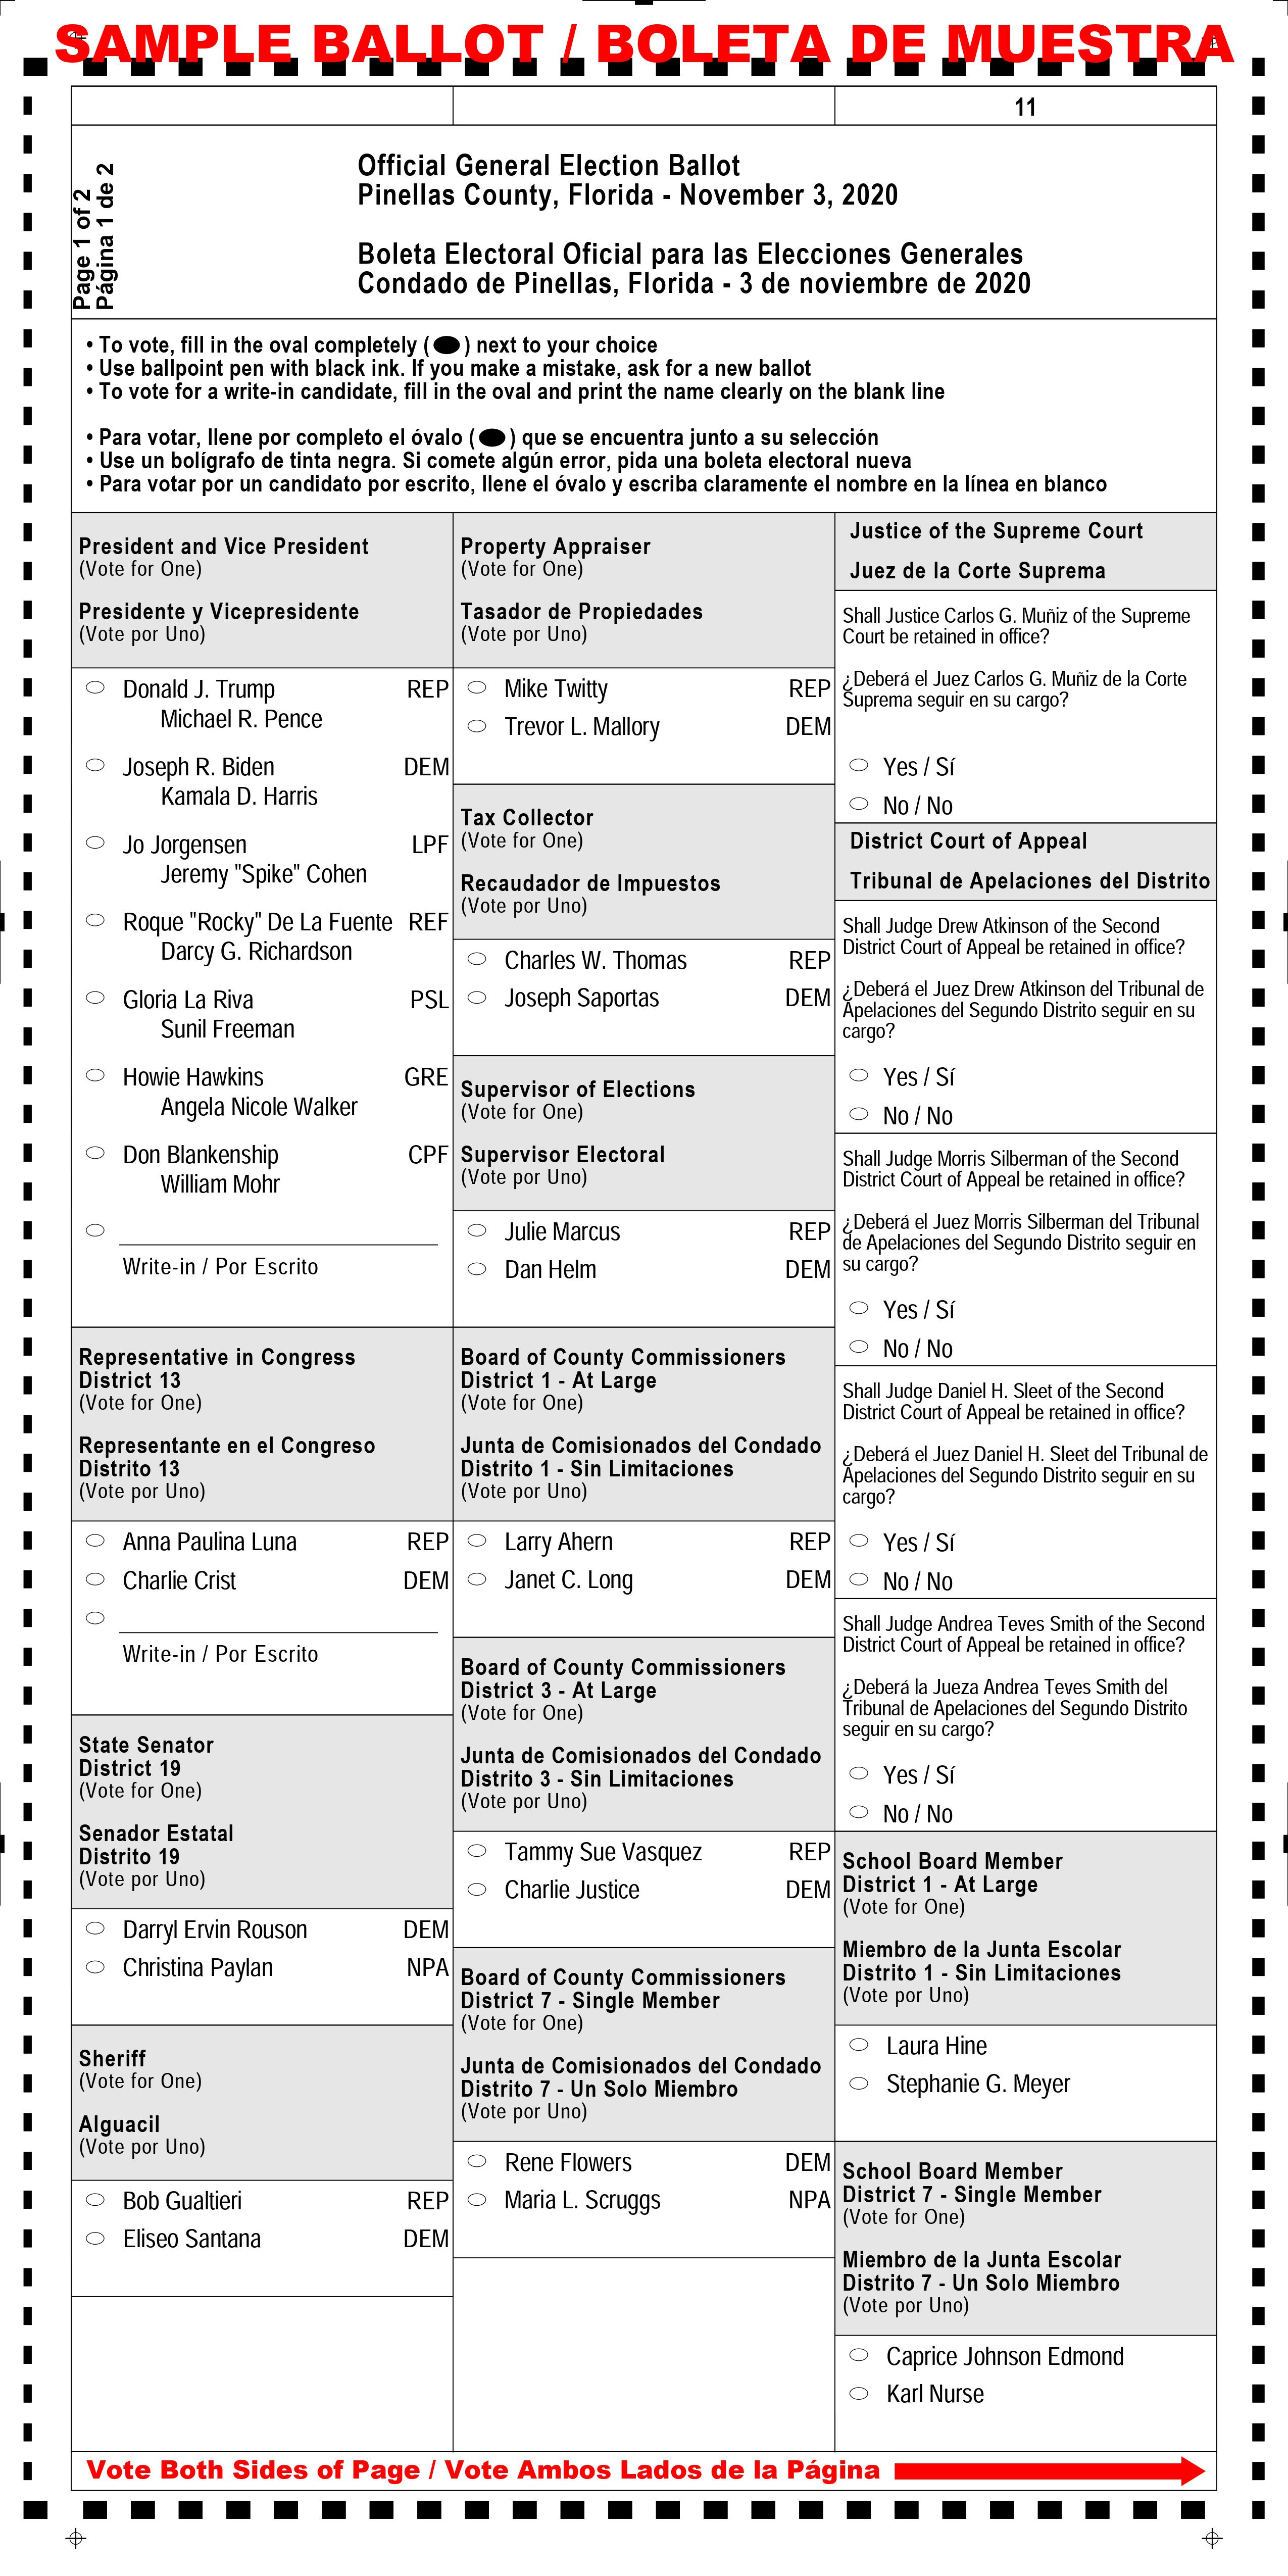 SAMPLE BALLOT / BOLETA DE MUESTRA
11
Page 1 of 2
Página 1 de 2
Official General Election Ballot
Pinellas County, Florida - November 3, 2020
Boleta Electoral Oficial para las Elecciones Generales
Condado de Pinellas, Florida - 3 de noviembre de 2020
• To vote, fill in the oval completely ( ) next to your choice
• Use ballpoint pen with black ink. If you make a mistake, ask for a new ballot
• To vote for a write-in candidate, fill in the oval and print the name clearly on the blank line
• Para votar, llene por completo el óvalo ( ) que se encuentra junto a su selección
• Use un bolígrafo de tinta negra. Si comete algún error, pida una boleta electoral nueva
• Para votar por un candidato por escrito, llene el óvalo y escriba claramente el nombre en la línea en blanco
President and Vice President
(Vote for One)
Presidente y Vicepresidente
(Vote por Uno)
Donald J. Trump REP
Michael R. Pence
Joseph R. Biden DEM
Kamala D. Harris
Jo Jorgensen LPF
Jeremy "Spike" Cohen
Roque "Rocky" De La Fuente REF
Darcy G. Richardson
Gloria La Riva PSL
Sunil Freeman
Howie Hawkins GRE
Angela Nicole Walker
Don Blankenship CPF
William Mohr
Write-in / Por Escrito
Representative in Congress
District 13
(Vote for One)
Representante en el Congreso
Distrito 13
(Vote por Uno)
Anna Paulina Luna REP
Charlie Crist DEM
Write-in / Por Escrito
State Senator
District 19
(Vote for One)
Senador Estatal
Distrito 19
(Vote por Uno)
Darryl Ervin Rouson DEM
Christina Paylan NPA
Sheriff
(Vote for One)
Alguacil
(Vote por Uno)
Bob Gualtieri REP
Eliseo Santana DEM
Property Appraiser
(Vote for One)
Tasador de Propiedades
(Vote por Uno)
Mike Twitty REP
Trevor L. Mallory DEM
Tax Collector
(Vote for One)
Recaudador de Impuestos
(Vote por Uno)
Charles W. Thomas REP
Joseph Saportas DEM
Supervisor of Elections
(Vote for One)
Supervisor Electoral
(Vote por Uno)
Julie Marcus REP
Dan Helm DEM
Board of County Commissioners
District 1 - At Large
(Vote for One)
Junta de Comisionados del Condado
Distrito 1 - Sin Limitaciones
(Vote por Uno)
Larry Ahern REP
Janet C. Long DEM
Board of County Commissioners
District 3 - At Large
(Vote for One)
Junta de Comisionados del Condado
Distrito 3 - Sin Limitaciones
(Vote por Uno)
Tammy Sue Vasquez REP
Charlie Justice DEM
Board of County Commissioners
District 7 - Single Member
(Vote for One)
Junta de Comisionados del Condado
Distrito 7 - Un Solo Miembro
(Vote por Uno)
Rene Flowers DEM
Maria L. Scruggs NPA
Justice of the Supreme Court
Juez de la Corte Suprema
Shall Justice Carlos G. Muñiz of the Supreme
Court be retained in office?
¿Deberá el Juez Carlos G. Muñiz de la Corte
Suprema seguir en su cargo?
Yes / Sí
No / No
District Court of Appeal
Tribunal de Apelaciones del Distrito
Shall Judge Drew Atkinson of the Second
District Court of Appeal be retained in office?
¿Deberá el Juez Drew Atkinson del Tribunal de
Apelaciones del Segundo Distrito seguir en su
cargo?
Yes / Sí
No / No
Shall Judge Morris Silberman of the Second
District Court of Appeal be retained in office?
¿Deberá el Juez Morris Silberman del Tribunal
de Apelaciones del Segundo Distrito seguir en
su cargo?
Yes / Sí
No / No
Shall Judge Daniel H. Sleet of the Second
District Court of Appeal be retained in office?
¿Deberá el Juez Daniel H. Sleet del Tribunal de
Apelaciones del Segundo Distrito seguir en su
cargo?
Yes / Sí
No / No
Shall Judge Andrea Teves Smith of the Second
District Court of Appeal be retained in office?
¿Deberá la Jueza Andrea Teves Smith del
Tribunal de Apelaciones del Segundo Distrito
seguir en su cargo?
Yes / Sí
No / No
School Board Member
District 1 - At Large
(Vote for One)
Miembro de la Junta Escolar
Distrito 1 - Sin Limitaciones
(Vote por Uno)
Laura Hine
Stephanie G. Meyer
School Board Member
District 7 - Single Member
(Vote for One)
Miembro de la Junta Escolar
Distrito 7 - Un Solo Miembro
(Vote por Uno)
Caprice Johnson Edmond
Karl Nurse
Vote Both Sides of Page / Vote Ambos Lados de la Página